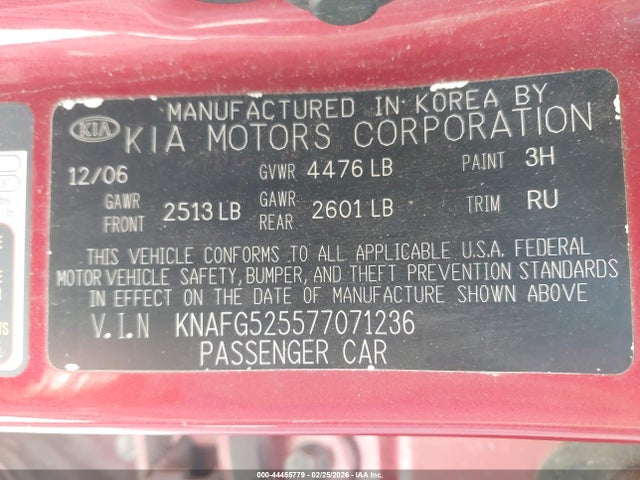 MANUFACTURED IN KOREA BY
KIA KIA MOTORS CORPORATION
12/06 GVWR 4476 LB PAINT 3H
GAWR FRONT 2513 LB GAWR REAR 2601 LB TRIM RU
THIS VEHICLE CONFORMS TO ALL APPLICABLE U.S.A. FEDERAL
MOTOR VEHICLE SAFETY, BUMPER, AND THEFT PREVENTION STANDARDS
IN EFFECT ON THE DATE OF MANUFACTURE SHOWN ABOVE
V.I.N KNAFG525577071236
PASSENGER CAR
000-44455779 - 02/25/2026 - IAA Inc.